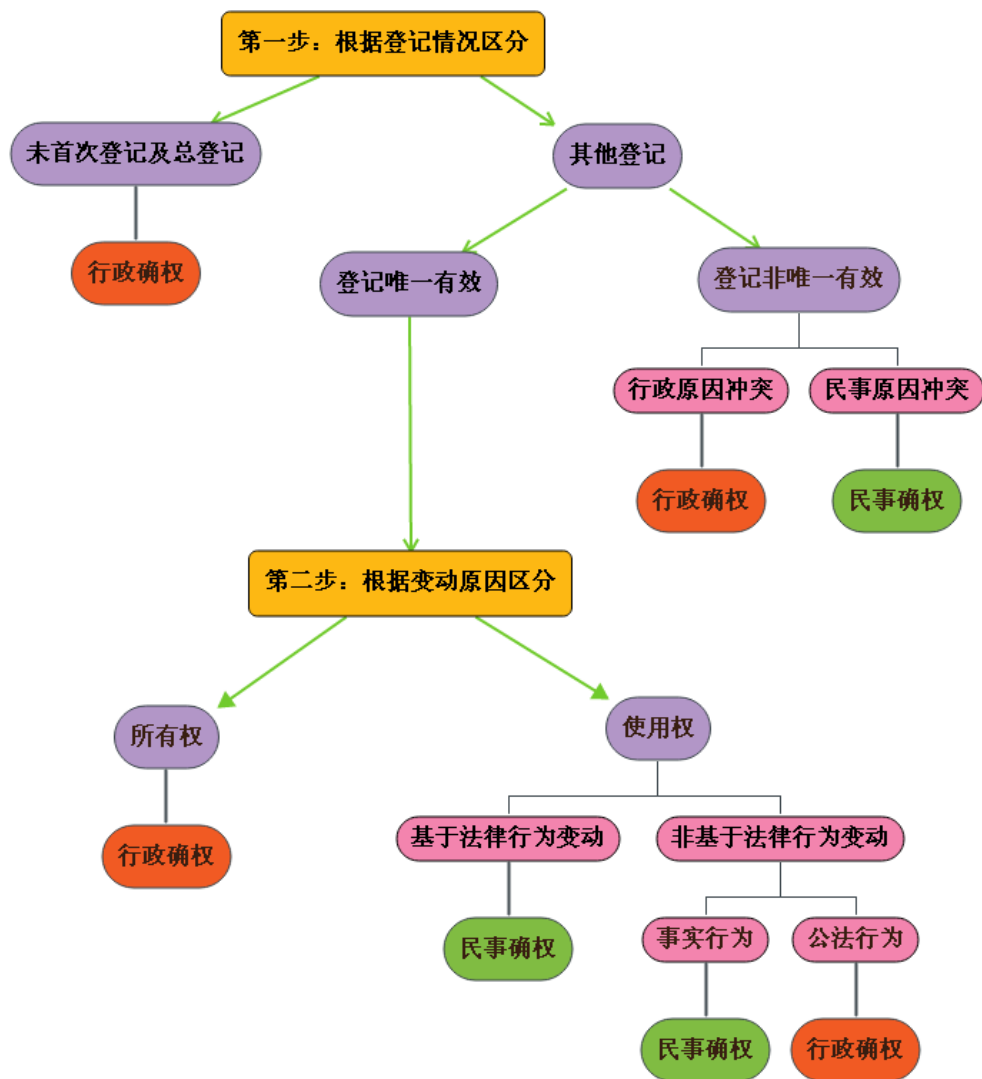 第一步：根据登记情况区分
未首次登记及总登记
其他登记
行政确权
登记唯一有效
登记非唯一有效
行政原因冲突
民事原因冲突
行政确权
民事确权
第二步：根据变动原因区分
所有权
使用权
行政确权
基于法律行为变动
非基于法律行为变动
民事确权
事实行为
公法行为
民事确权
行政确权